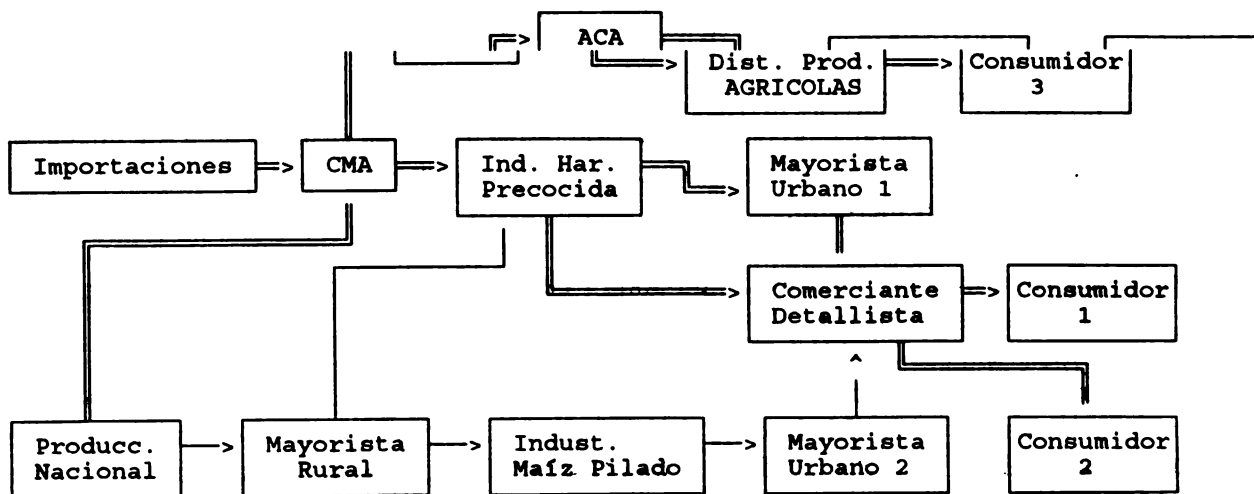 ACA
Dist. Prod.
AGRICOLAS
Consumidor
3
Importaciones
CMA
Ind. Har.
Precocida
Mayorista
Urbano 1
Comerciante
Detallista
Consumidor
1
Producc.
Nacional
Mayorista
Rural
Indust.
Maíz Pilado
Mayorista
Urbano 2
Consumidor
2